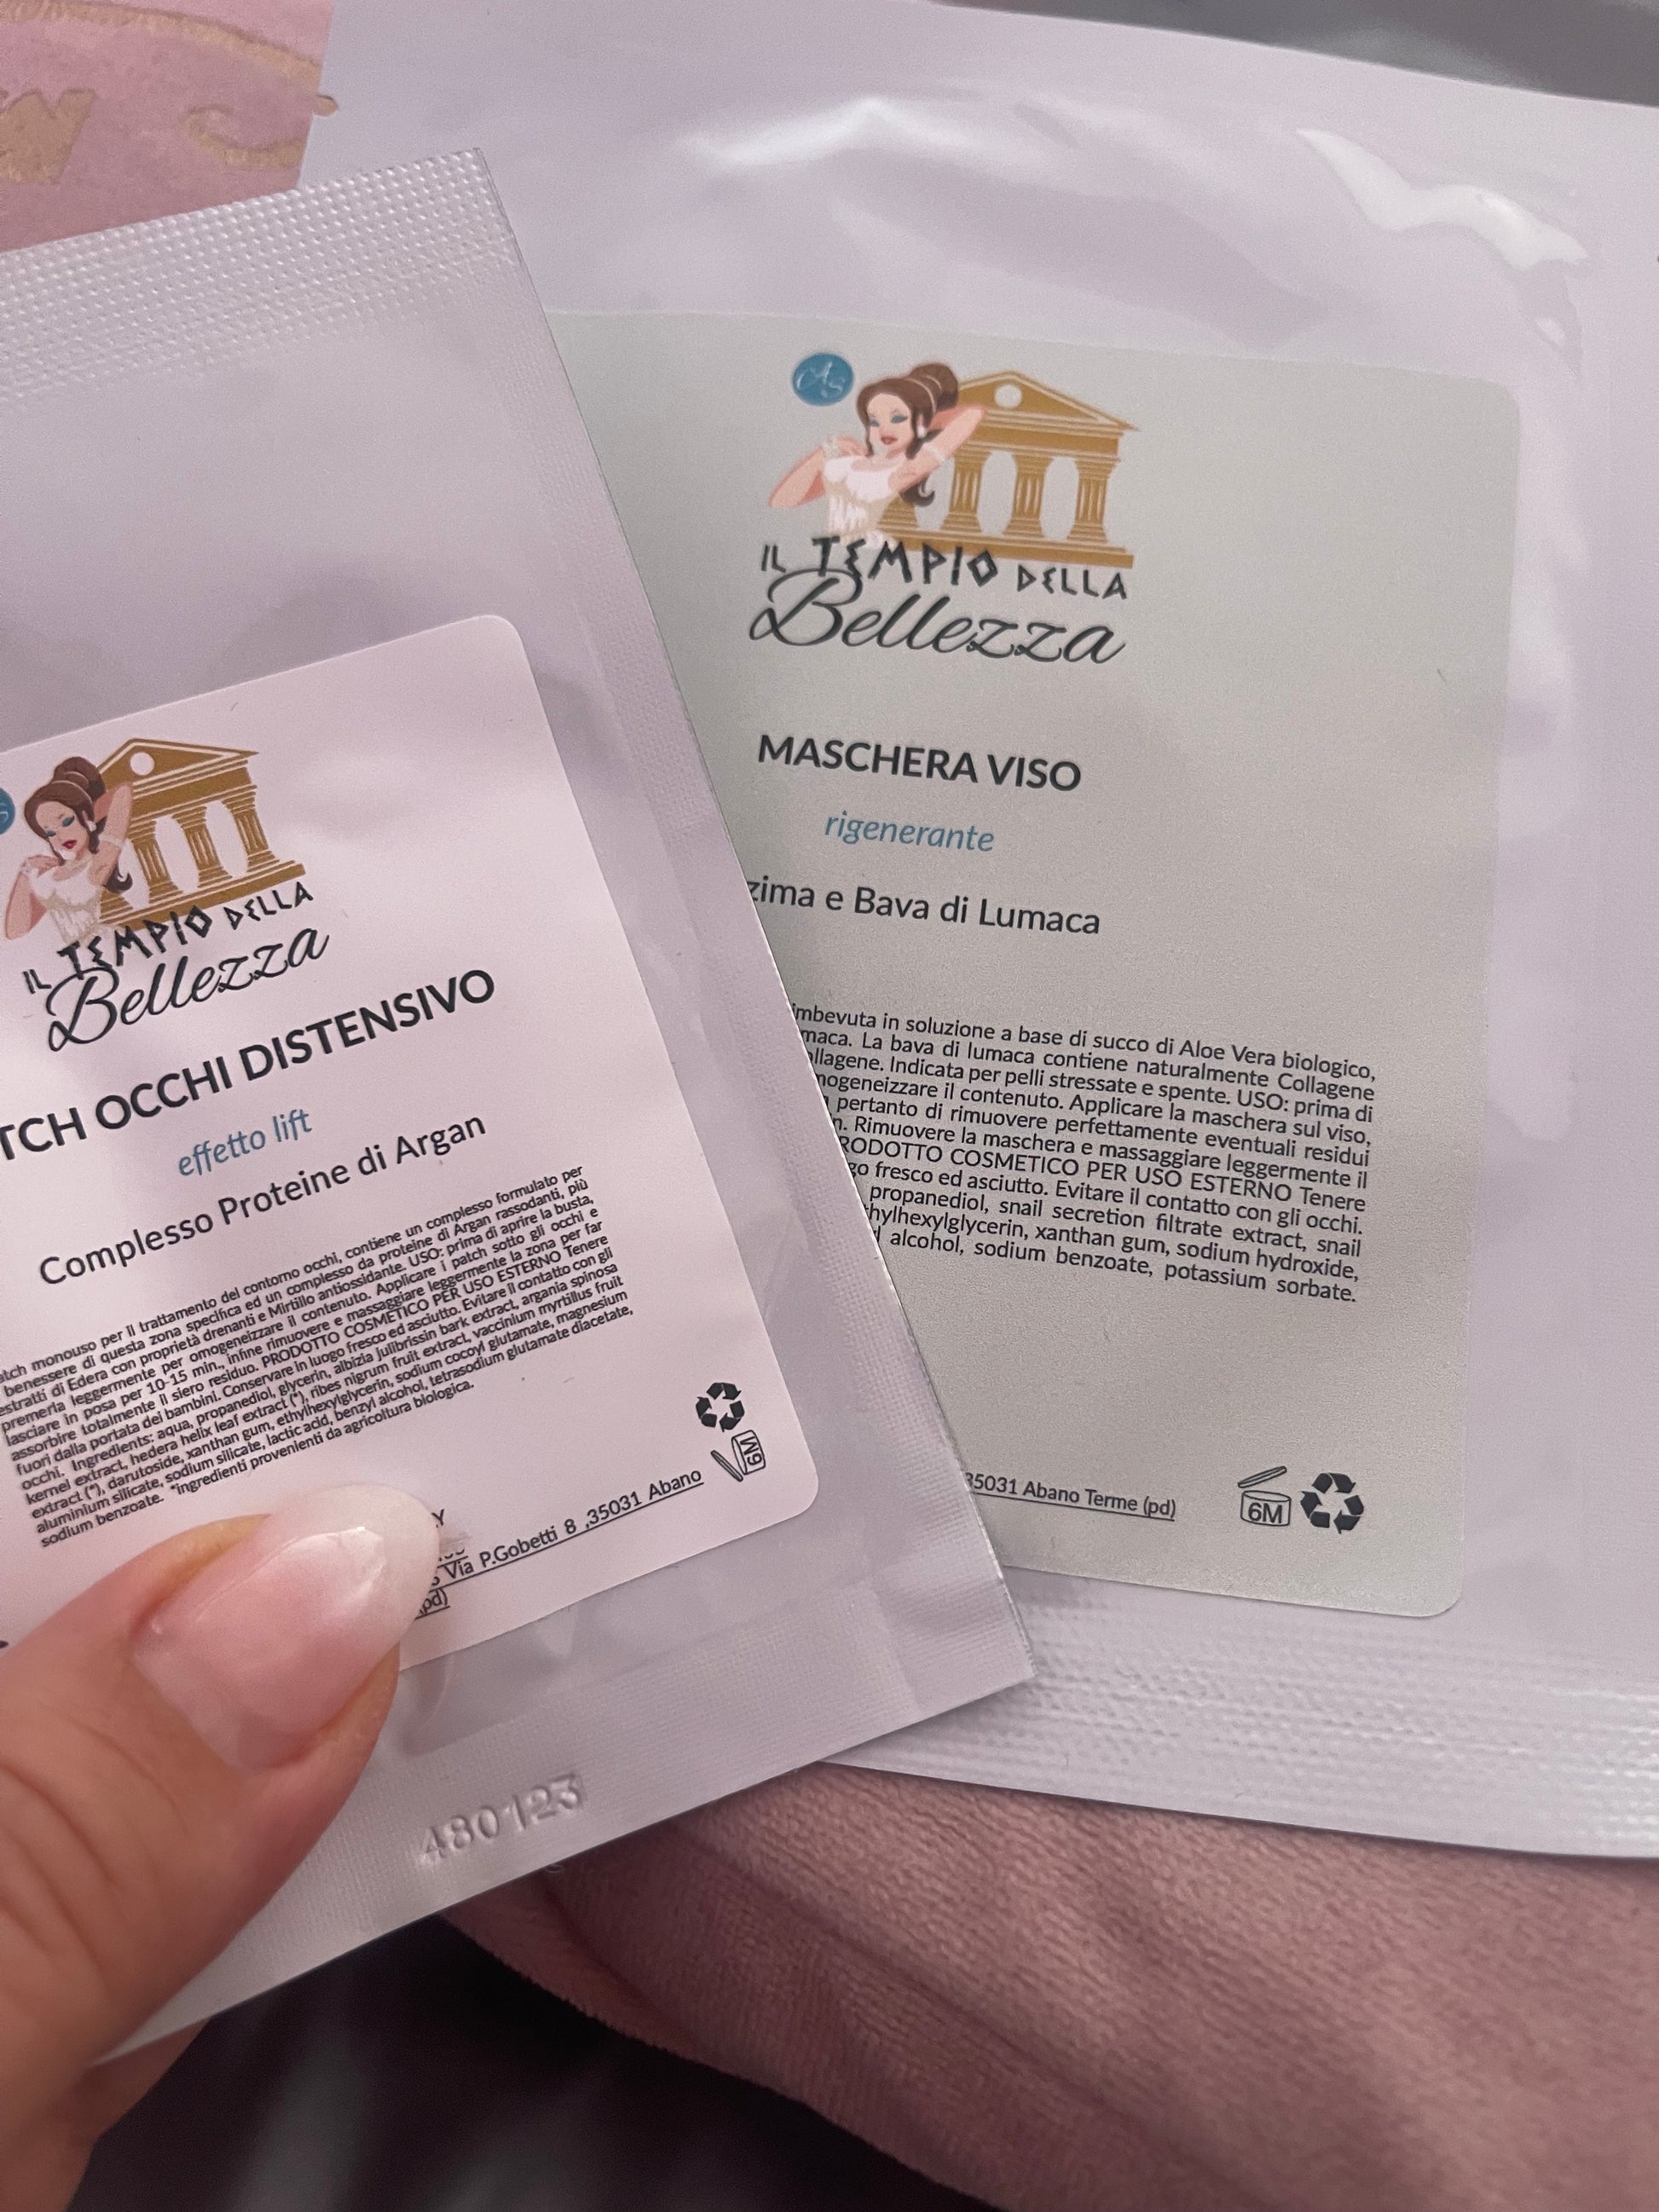 IL TEMPIO DELLA
Bellezza
TCH OCCHI DISTENSIVO
effetto lift
Complesso Proteine di Argan
atch monouso per il trattamento del contorno occhi, contiene un complesso formulato per
benessere di questa zona specifica ed un complesso da proteine di Argan rassodanti, più
estratti di Edera con proprietà drenanti e Mirtillo antiossidante. USO: prima di aprire la busta,
premerla leggermente per omogeneizzare il contenuto. Applicare i patch sotto gli occhi e
lasciare in posa per 10-15 min., infine rimuovere e massaggiare leggermente la zona per far
assorbire totalmente il siero residuo. PRODOTTO COSMETICO PER USO ESTERNO Tenere
fuori dalla portata dei bambini. Conservare in luogo fresco ed asciutto. Evitare il contatto con gli
occhi. Ingredients: aqua, propanediol, glycerin, albizia julibrissin bark extract, argania spinosa
kernel extract, hedera helix leaf extract (*), ribes nigrum fruit extract, vaccinium myrtillus fruit
extract (*), darutoside, xanthan gum, ethylhexylglycerin, sodium cocoyl glutamate, magnesium
aluminium silicate, sodium silicate, lactic acid, benzyl alcohol, tetrasodium glutamate diacetate,
sodium benzoate. *ingredienti provenienti da agricoltura biologica.
6M
Y
Via P.Gobetti 8 ,35031 Abano
(pd)
480123
IL TEMPIO DELLA
Bellezza
MASCHERA VISO
rigenerante
zima e Bava di Lumaca
imbevuta in soluzione a base di succo di Aloe Vera biologico,
maca. La bava di lumaca contiene naturalmente Collagene
llagene. Indicata per pelli stressate e spente. USO: prima di
mogeneizzare il contenuto. Applicare la maschera sul viso,
pertanto di rimuovere perfettamente eventuali residui
n. Rimuovere la maschera e massaggiare leggermente il
RODOTTO COSMETICO PER USO ESTERNO Tenere
go fresco ed asciutto. Evitare il contatto con gli occhi.
propanediol, snail secretion filtrate extract, snail
thylhexylglycerin, xanthan gum, sodium hydroxide,
l alcohol, sodium benzoate, potassium sorbate.
35031 Abano Terme (pd)
6M